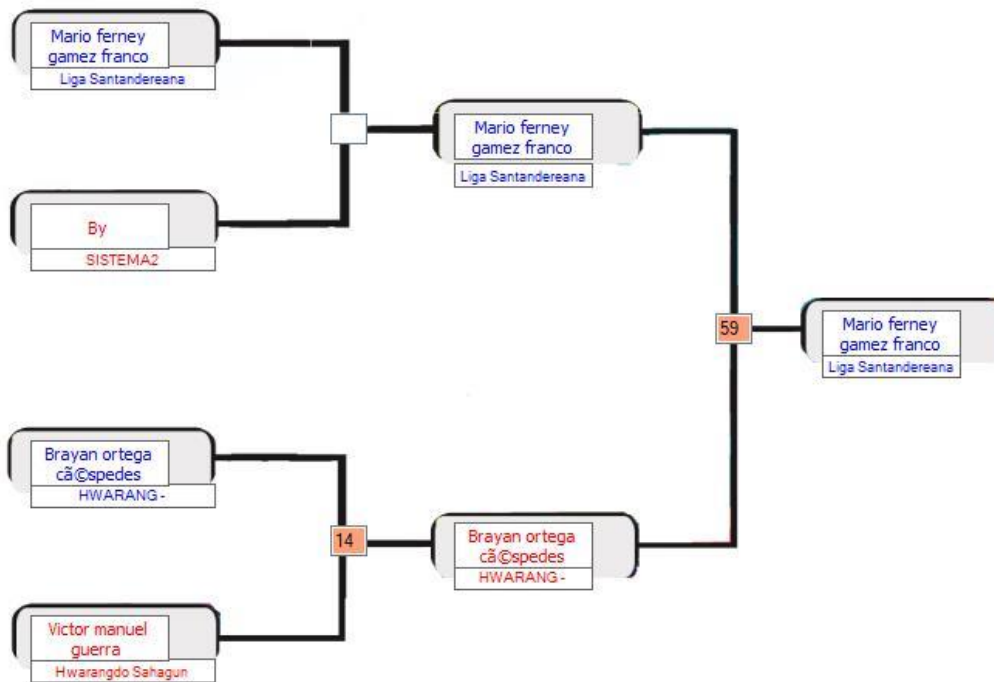 Mario ferney
gamez franco
Liga Santandereana
By
SISTEMA2
Mario ferney
gamez franco
Liga Santandereana
59
Mario ferney
gamez franco
Liga Santandereana
Brayan ortega
cã©spedes
HWARANG -
14
Brayan ortega
cã©spedes
HWARANG -
Victor manuel
guerra
Hwarangdo Sahagun